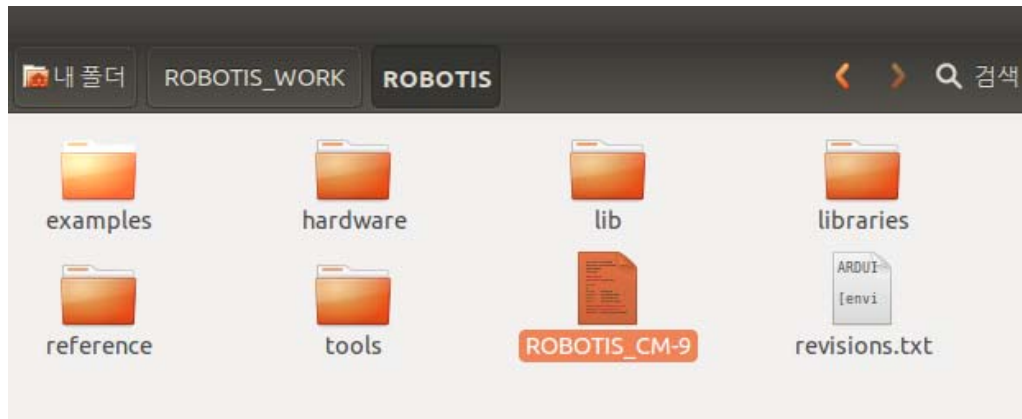 내 폴더 ROBOTIS_WORK ROBOTIS 검색
examples hardware lib libraries
ARDUI
[envi
reference tools ROBOTIS_CM-9 revisions.txt